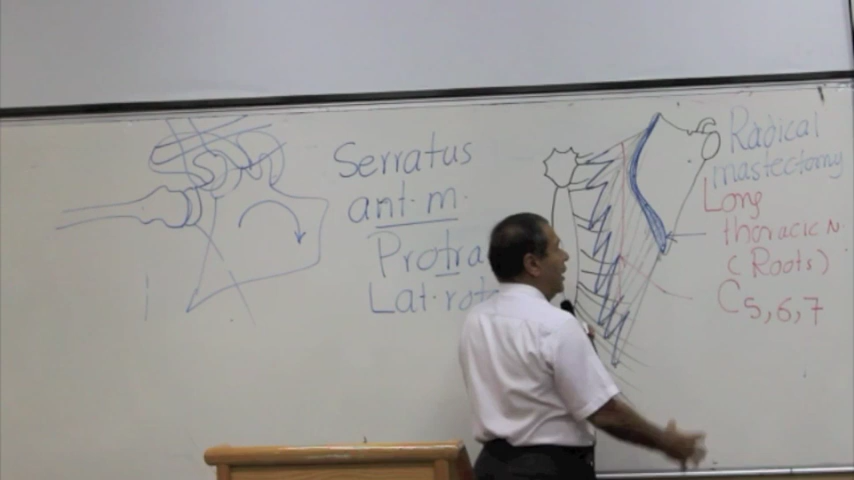 Serratus
ant. m.
Protra
Lat. rot
Radical
mastectomy
Long
thoracic N.
(Roots)
C5,6,7